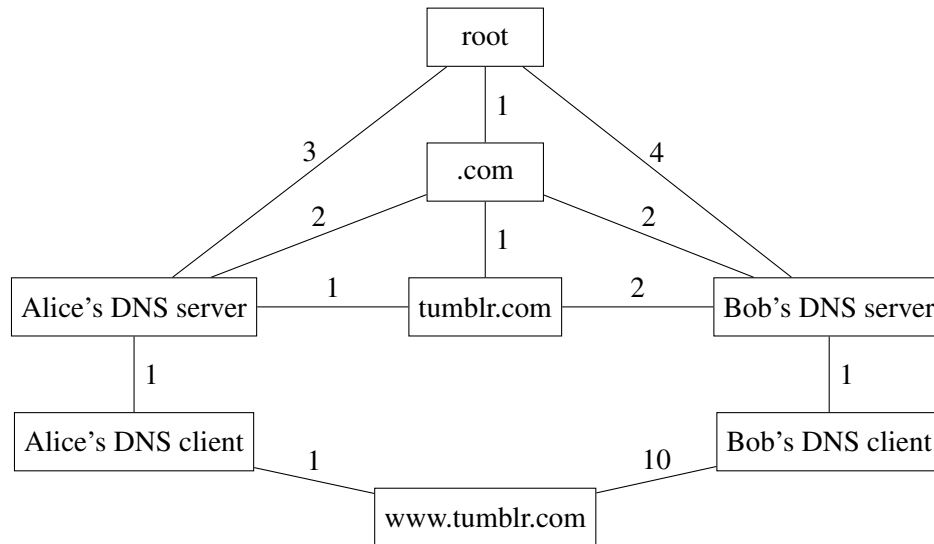 root
3
1
4
.com
2
1
2
Alice's DNS server
1
tumblr.com
2
Bob's DNS server
1
1
Alice's DNS client
1
10
Bob's DNS client
www.tumblr.com